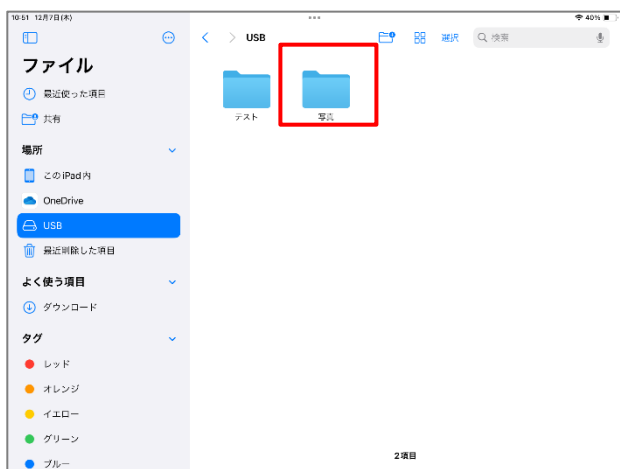 10:51 12月7日(木)
40%
ファイル
最近使った項目
共有
場所
このiPad内
OneDrive
USB
最近削除した項目
よく使う項目
ダウンロード
タグ
レッド
オレンジ
イエロー
グリーン
ブルー
USB
選択
検索
テスト
写真
2項目